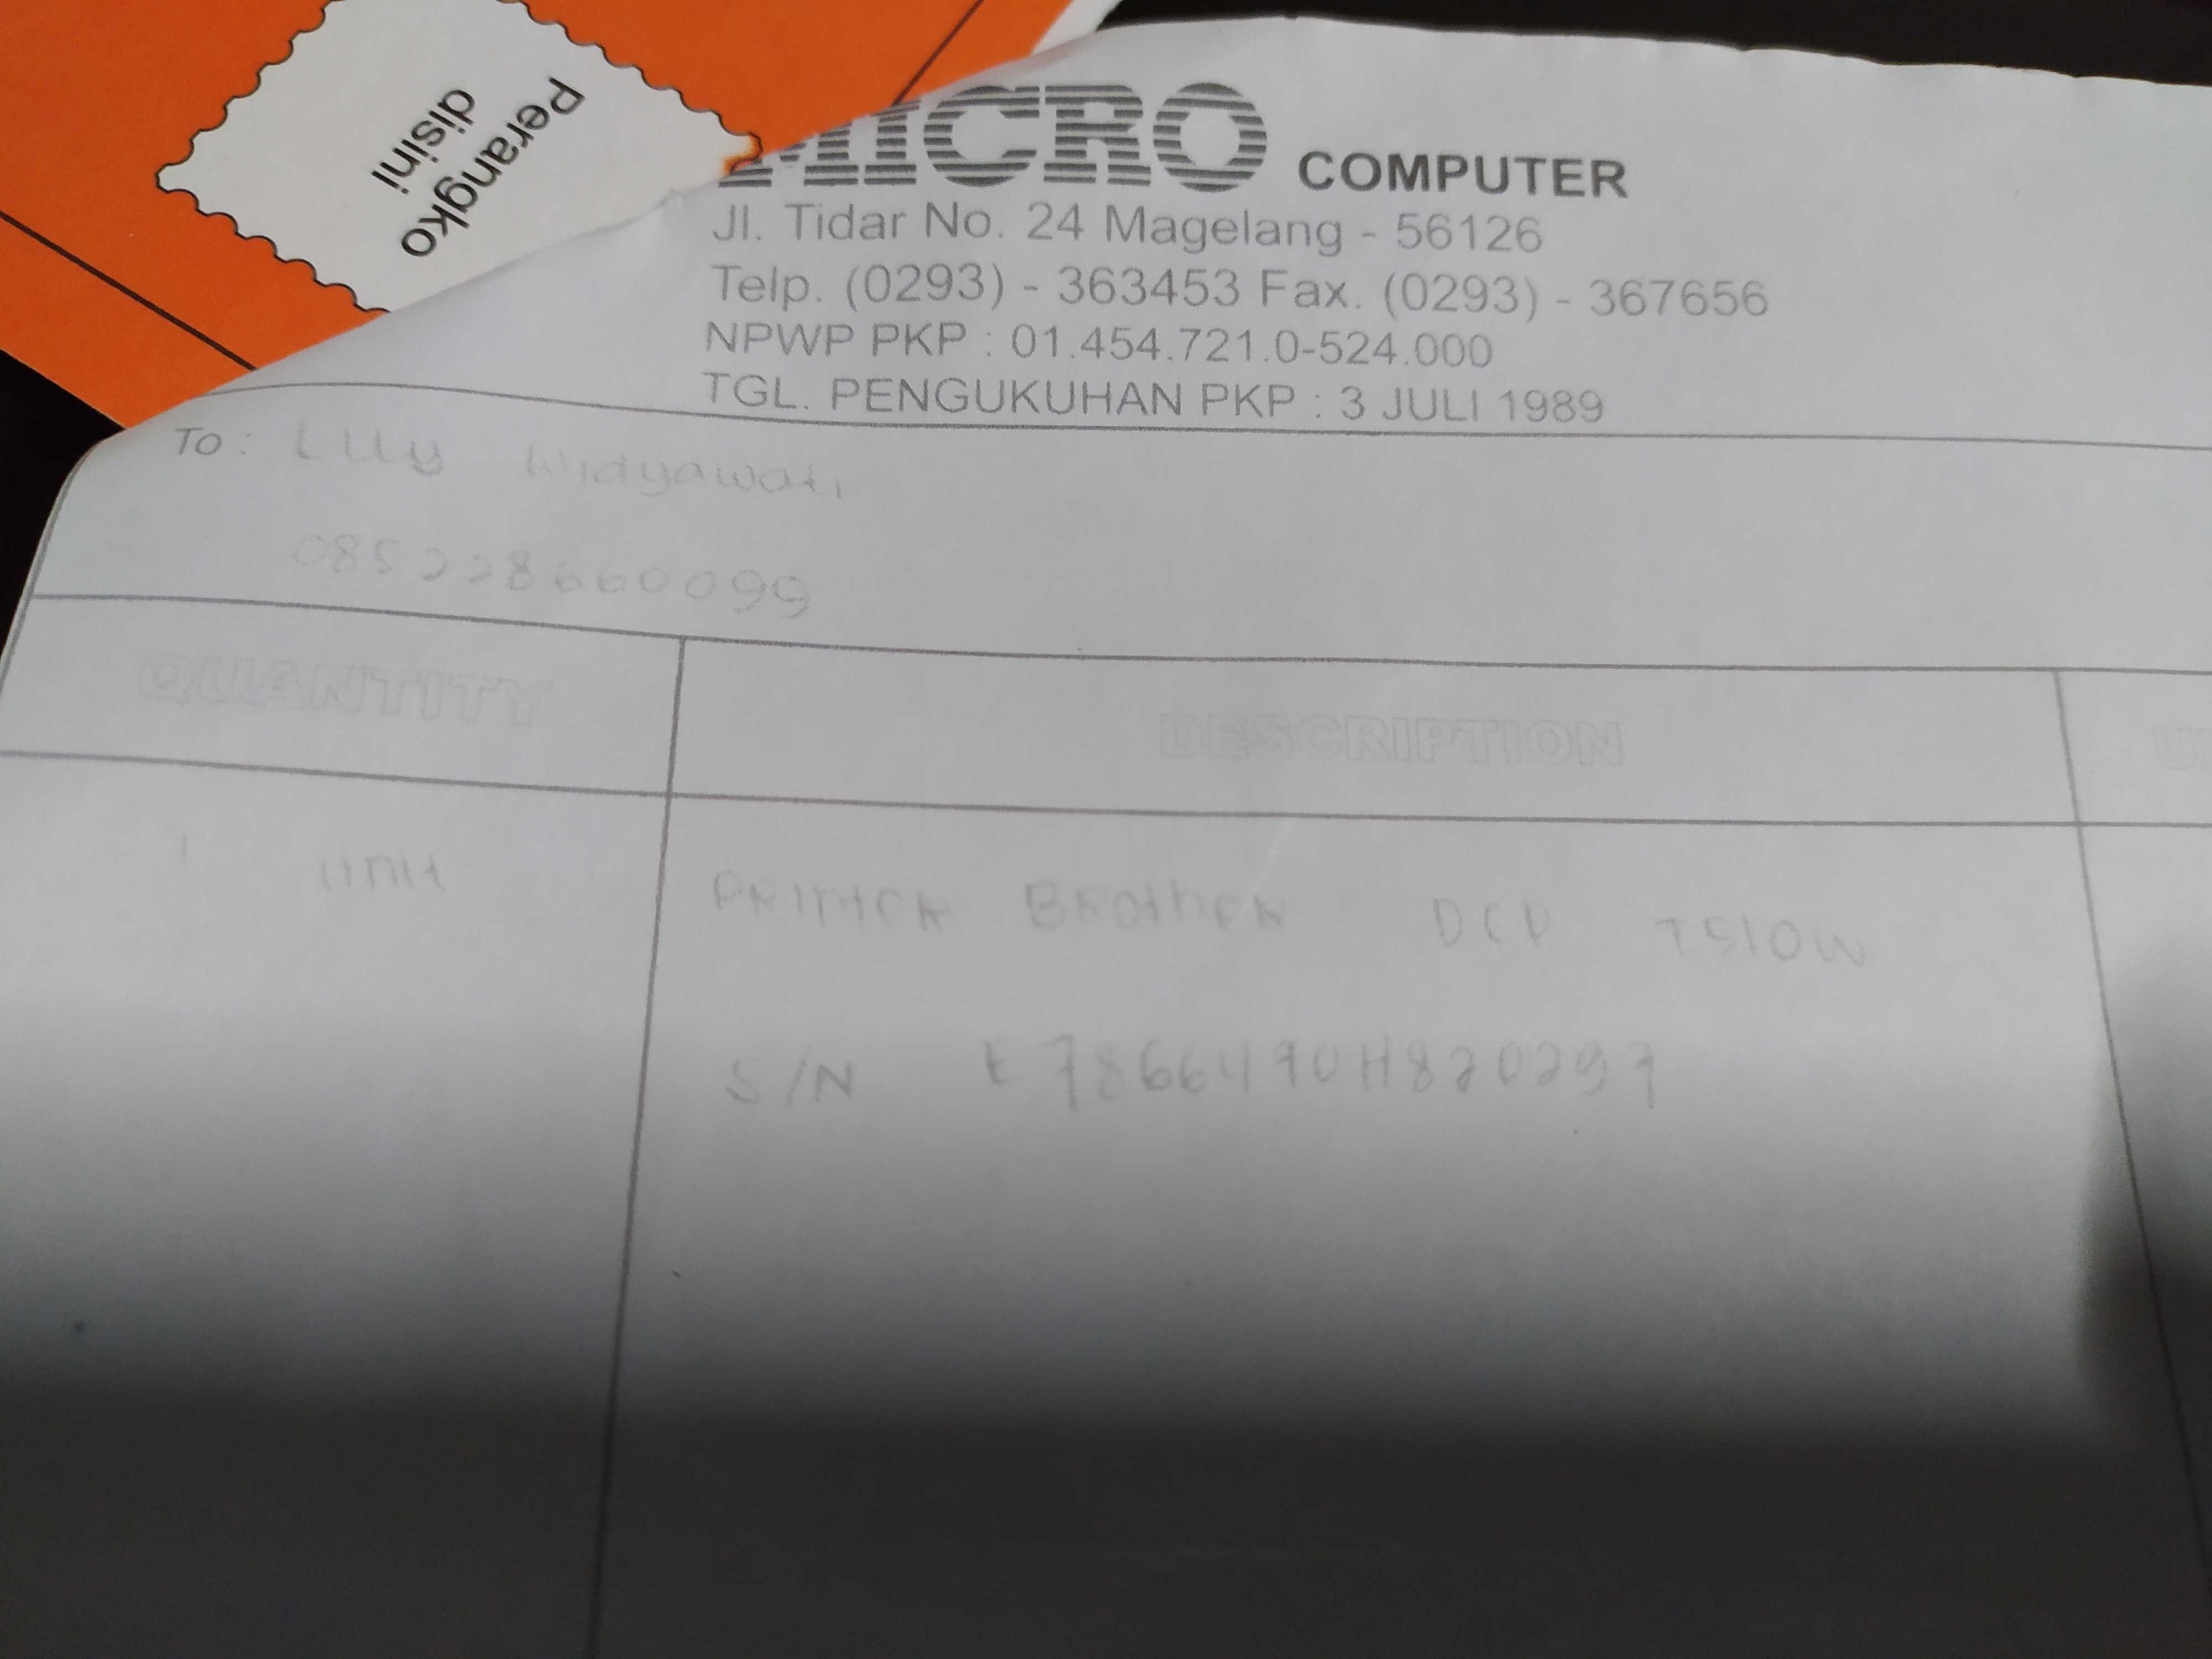 Perangko
disini
MICRO COMPUTER
Jl. Tidar No. 24 Magelang - 56126
Telp. (0293) - 363453 Fax. (0293) - 367656
NPWP PKP : 01.454.721.0-524.000
TGL. PENGUKUHAN PKP : 3 JULI 1989
To : Lily Widyawati
085228660099
QUANTITY DESCRIPTION
1 unit PRINTER BROTHER DCP T510W
S/N